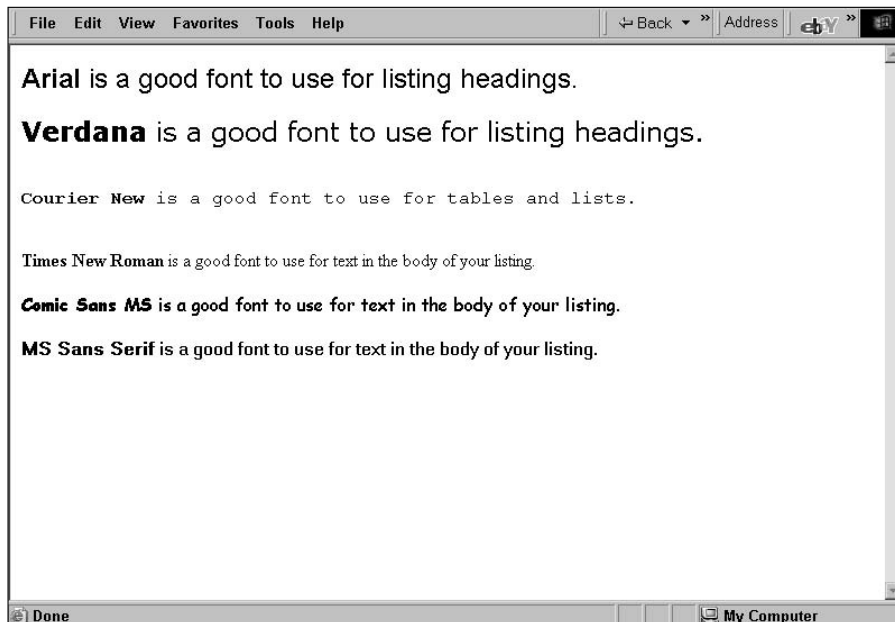 File Edit View Favorites Tools Help Back » Address ebY »
Arial is a good font to use for listing headings.
Verdana is a good font to use for listing headings.
Courier New is a good font to use for tables and lists.
Times New Roman is a good font to use for text in the body of your listing.
Comic Sans MS is a good font to use for text in the body of your listing.
MS Sans Serif is a good font to use for text in the body of your listing.
Done My Computer